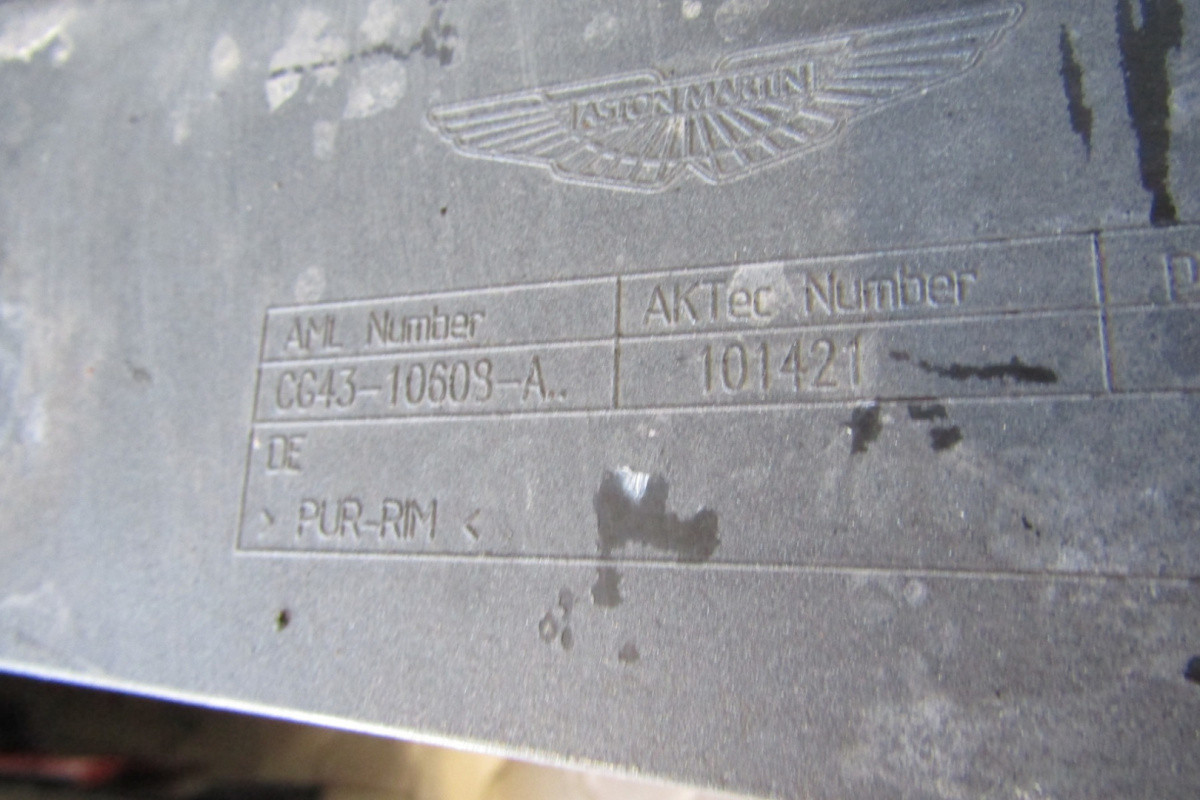 ASTON MARTIN
AML Number AKTec Number D
CG43-10608-A.. 101421
DE
> PUR-RIM <